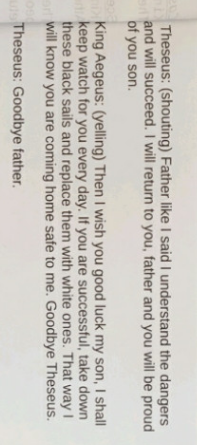 Theseus: (shouting) Father like I said I understand the dangers
and will succeed. I will return to you, father and you will be proud
of you son.
King Aegeus: (yelling) Then I wish you good luck my son, I shall
keep watch for you every day. If you are successful, take down
these black sails and replace them with white ones. That way I
will know you are coming home safe to me. Goodbye Theseus.
Theseus: Goodbye father.